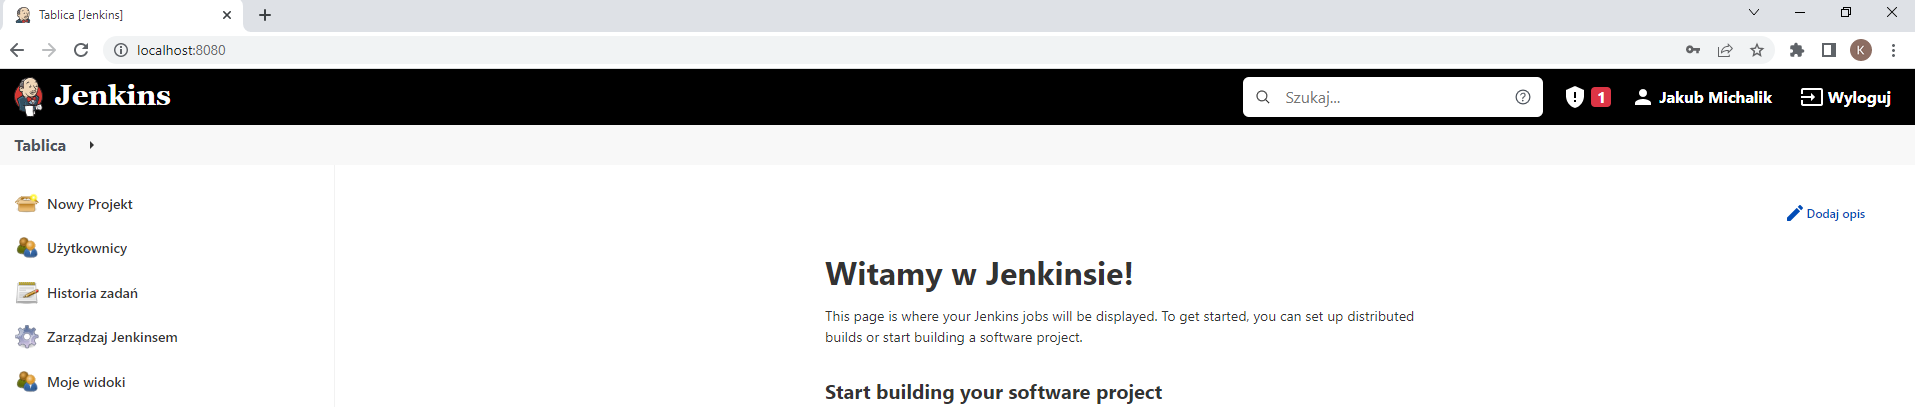 Tablica [Jenkins]
localhost:8080
Jenkins
Szukaj...
1
Jakub Michalik
Wyloguj
Tablica
Nowy Projekt
Użytkownicy
Historia zadań
Zarządzaj Jenkinsem
Moje widoki
Dodaj opis
Witamy w Jenkinsie!
This page is where your Jenkins jobs will be displayed. To get started, you can set up distributed
builds or start building a software project.
Start building your software project
K